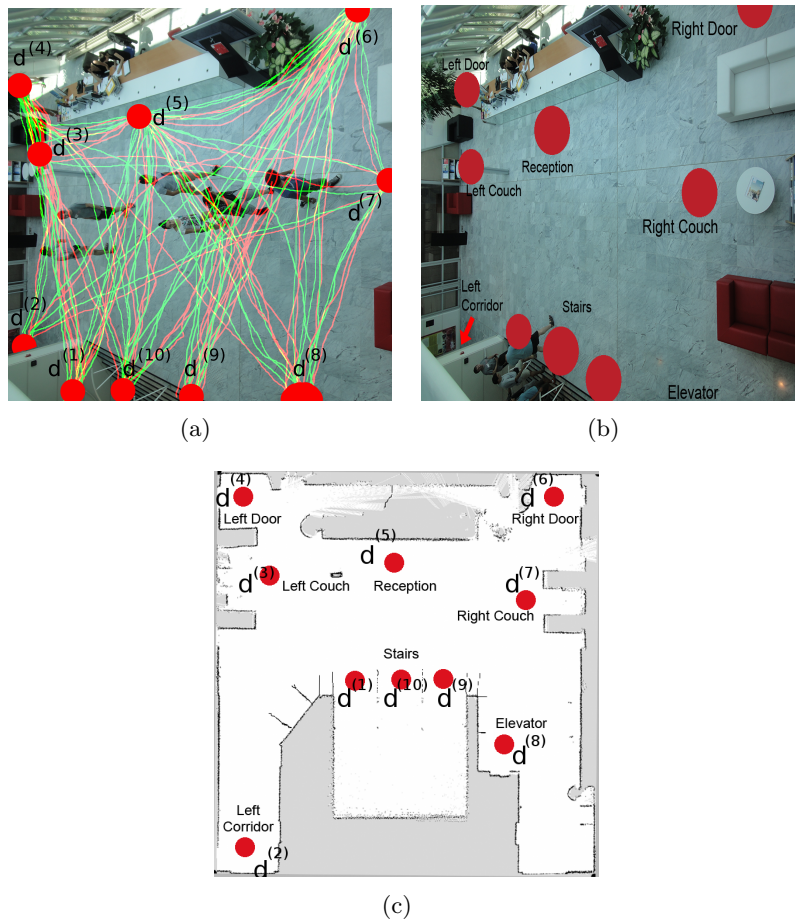 d(4)
d(6)
d(5)
d(3)
d(7)
d(2)
d(1)
d(10)
d(9)
d(8)
(a)
Right Door
Left Door
Reception
Left Couch
Right Couch
Left
Corridor
Stairs
Elevator
(b)
d(4)
Left Door
d(6)
Right Door
d(5)
Reception
d(3)
Left Couch
d(7)
Right Couch
Stairs
d(1)
d(10)
d(9)
Elevator
d(8)
Left
Corridor
d(2)
(c)